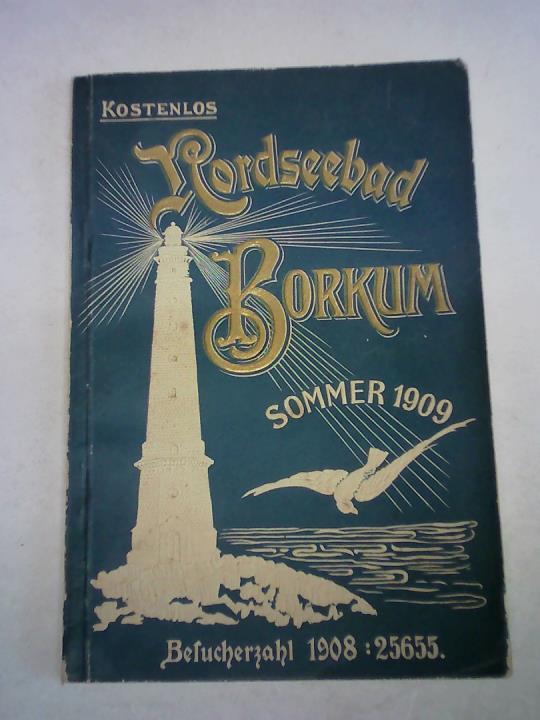 KOSTENLOS
Nordseebad
BORKUM
SOMMER 1909
Beſucherzahl 1908 : 25655.